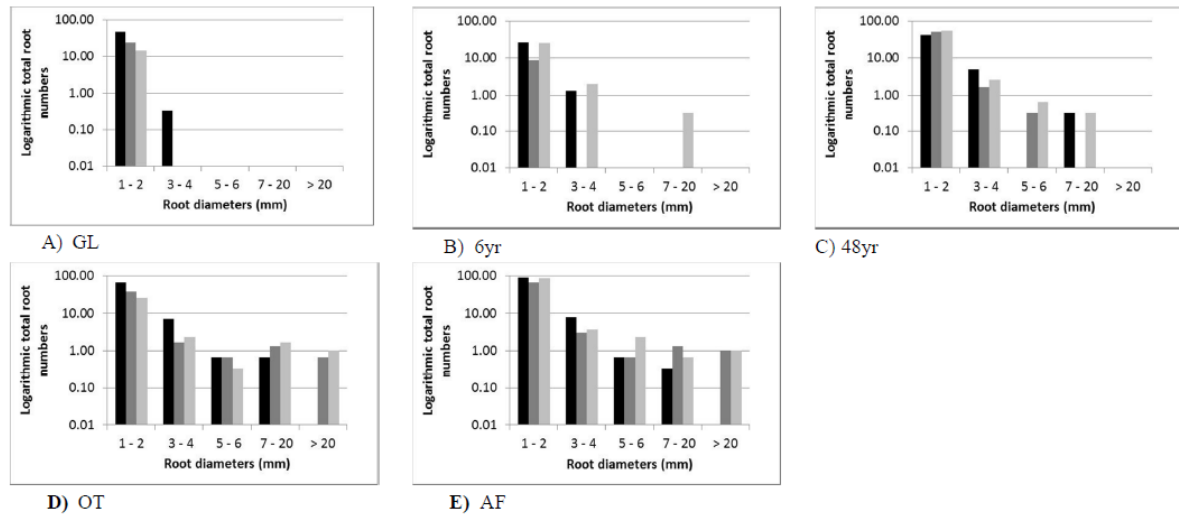 Logarithmic total root
numbers
100.00
10.00
1.00
0.10
0.01
1 - 2 3 - 4 5 - 6 7 - 20 > 20
Root diameters (mm)
A) GL
Logarithmic total root
numbers
100.00
10.00
1.00
0.10
0.01
1 - 2 3 - 4 5 - 6 7 - 20 > 20
Root diameters (mm)
B) 6yr
Logarithmic total root
numbers
100.00
10.00
1.00
0.10
0.01
1 - 2 3 - 4 5 - 6 7 - 20 > 20
Root diameters (mm)
C) 48yr
Logarithmic total root
numbers
100.00
10.00
1.00
0.10
0.01
1 - 2 3 - 4 5 - 6 7 - 20 > 20
Root diameters (mm)
D) OT
Logarithmic total root
numbers
100.00
10.00
1.00
0.10
0.01
1 - 2 3 - 4 5 - 6 7 - 20 > 20
Root diameters (mm)
E) AF